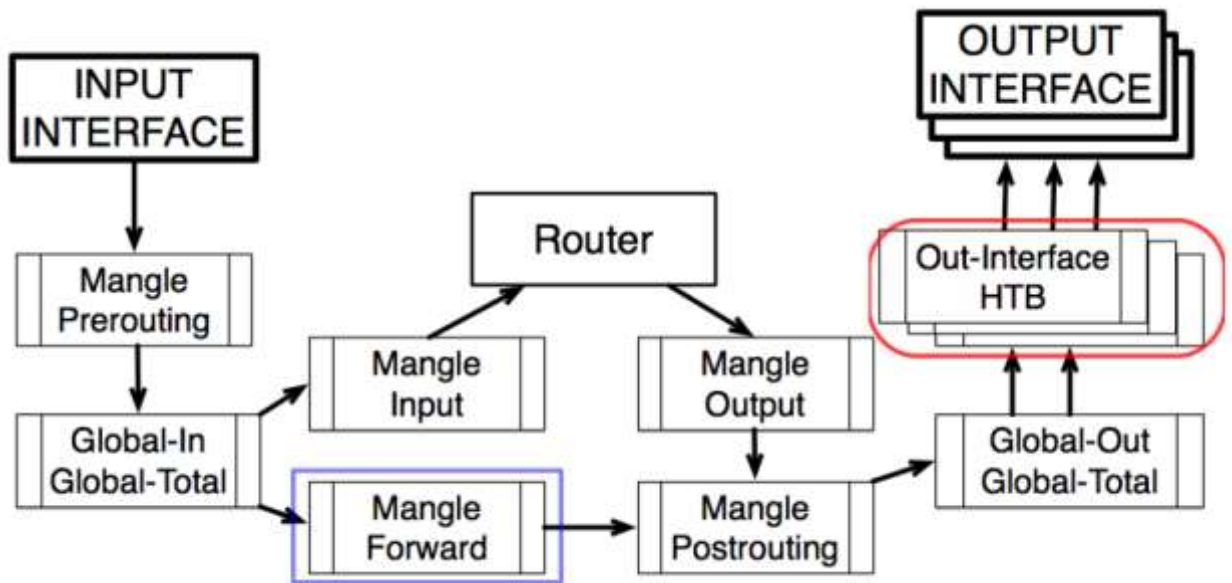 INPUT
INTERFACE
OUTPUT
INTERFACE
Router
Mangle
Prerouting
Out-Interface
HTB
Mangle
Input
Mangle
Output
Global-In
Global-Total
Global-Out
Global-Total
Mangle
Forward
Mangle
Postrouting